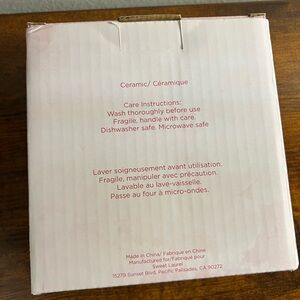 Ceramic/ Céramique
Care Instructions:
Wash thoroughly before use
Fragile, handle with care.
Dishwasher safe. Microwave safe
Laver soigneusement avant utilisation.
Fragile, manipuler avec précaution.
Lavable au lave-vaisselle.
Passe au four à micro-ondes.
Made In China/ Fabriqué en Chine
Manufactured for/Fabriqué pour
Sweet Laurel
15279 Sunset Blvd, Pacific Palisades, CA 90272